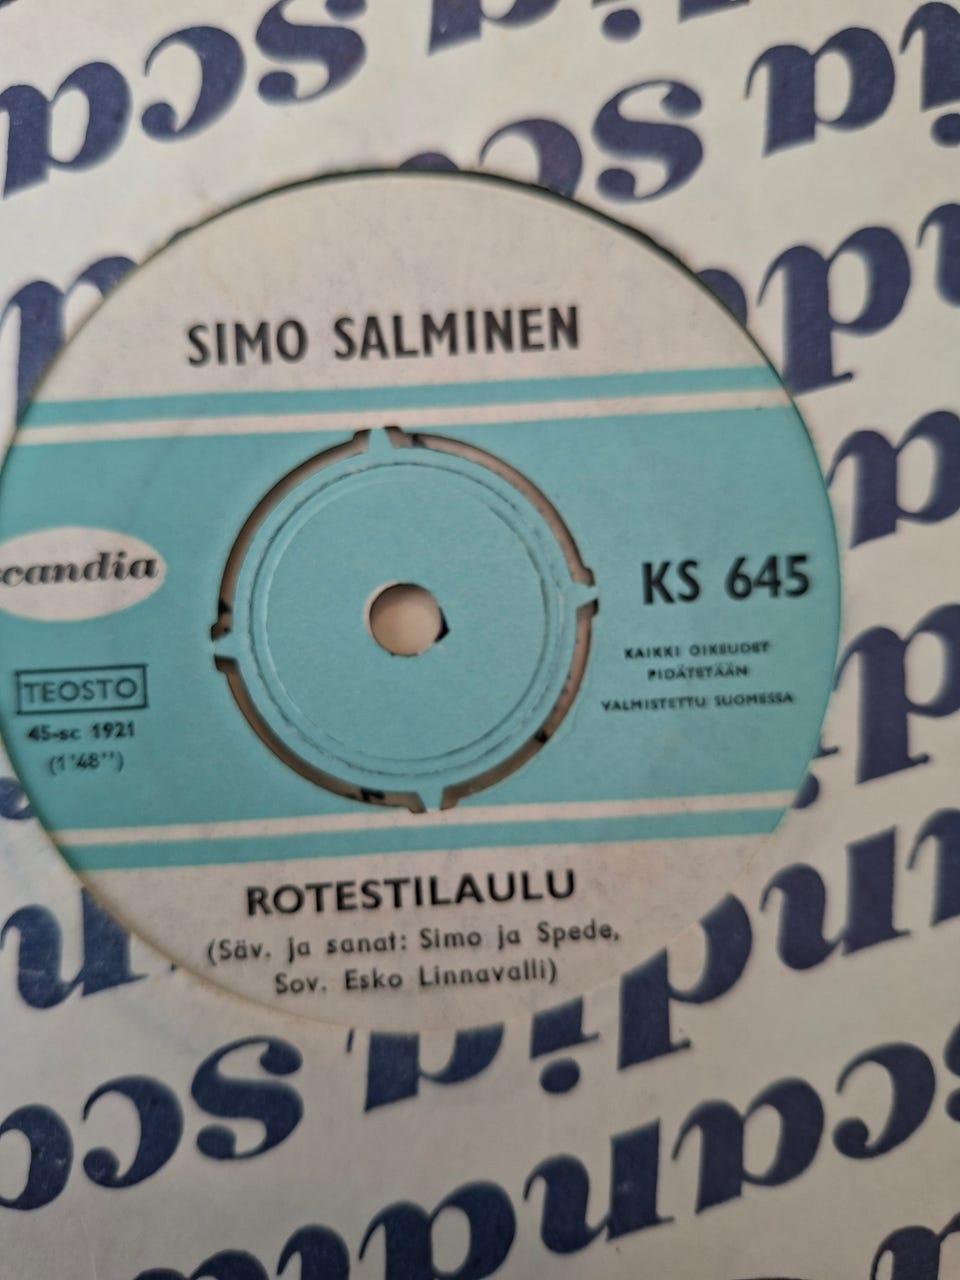 SIMO SALMINEN
candia
TEOSTO
45-sc 1921
(1'48'')
KS 645
KAIKKI OIKEUDET
PIDÄTETÄÄN
VALMISTETTU SUOMESSA
ROTESTILAULU
(Säv. ja sanat: Simo ja Spede,
Sov. Esko Linnavalli)